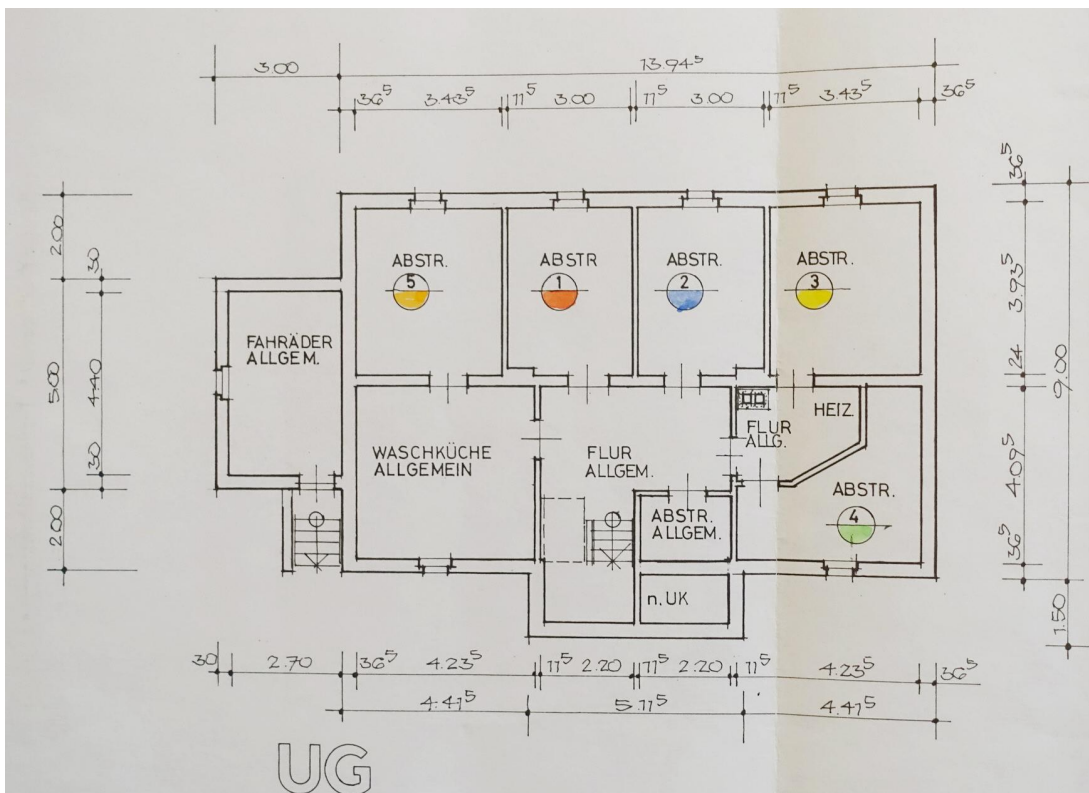 3.00 13.94⁵
36⁵ 3.43⁵ 11⁵ 3.00 11⁵ 3.00 11⁵ 3.43⁵ 36⁵
2.00
5.00
2.00
30
4.40
30
ABSTR.
5
ABSTR
1
ABSTR.
2
ABSTR.
3
FAHRÄDER
ALLGEM.
WASCHKÜCHE
ALLGEMEIN
FLUR
ALLGEM.
HEIZ.
FLUR
ALLG.
ABSTR.
ALLGEM.
ABSTR.
4
n. UK
36⁵
3.93⁵
24
4.09⁵
36⁵
9.00
1.50
30 2.70 36⁵ 4.23⁵ 11⁵ 2.20 11⁵ 2.20 11⁵ 4.23⁵ 36⁵
4.41⁵ 5.11⁵ 4.41⁵
UG